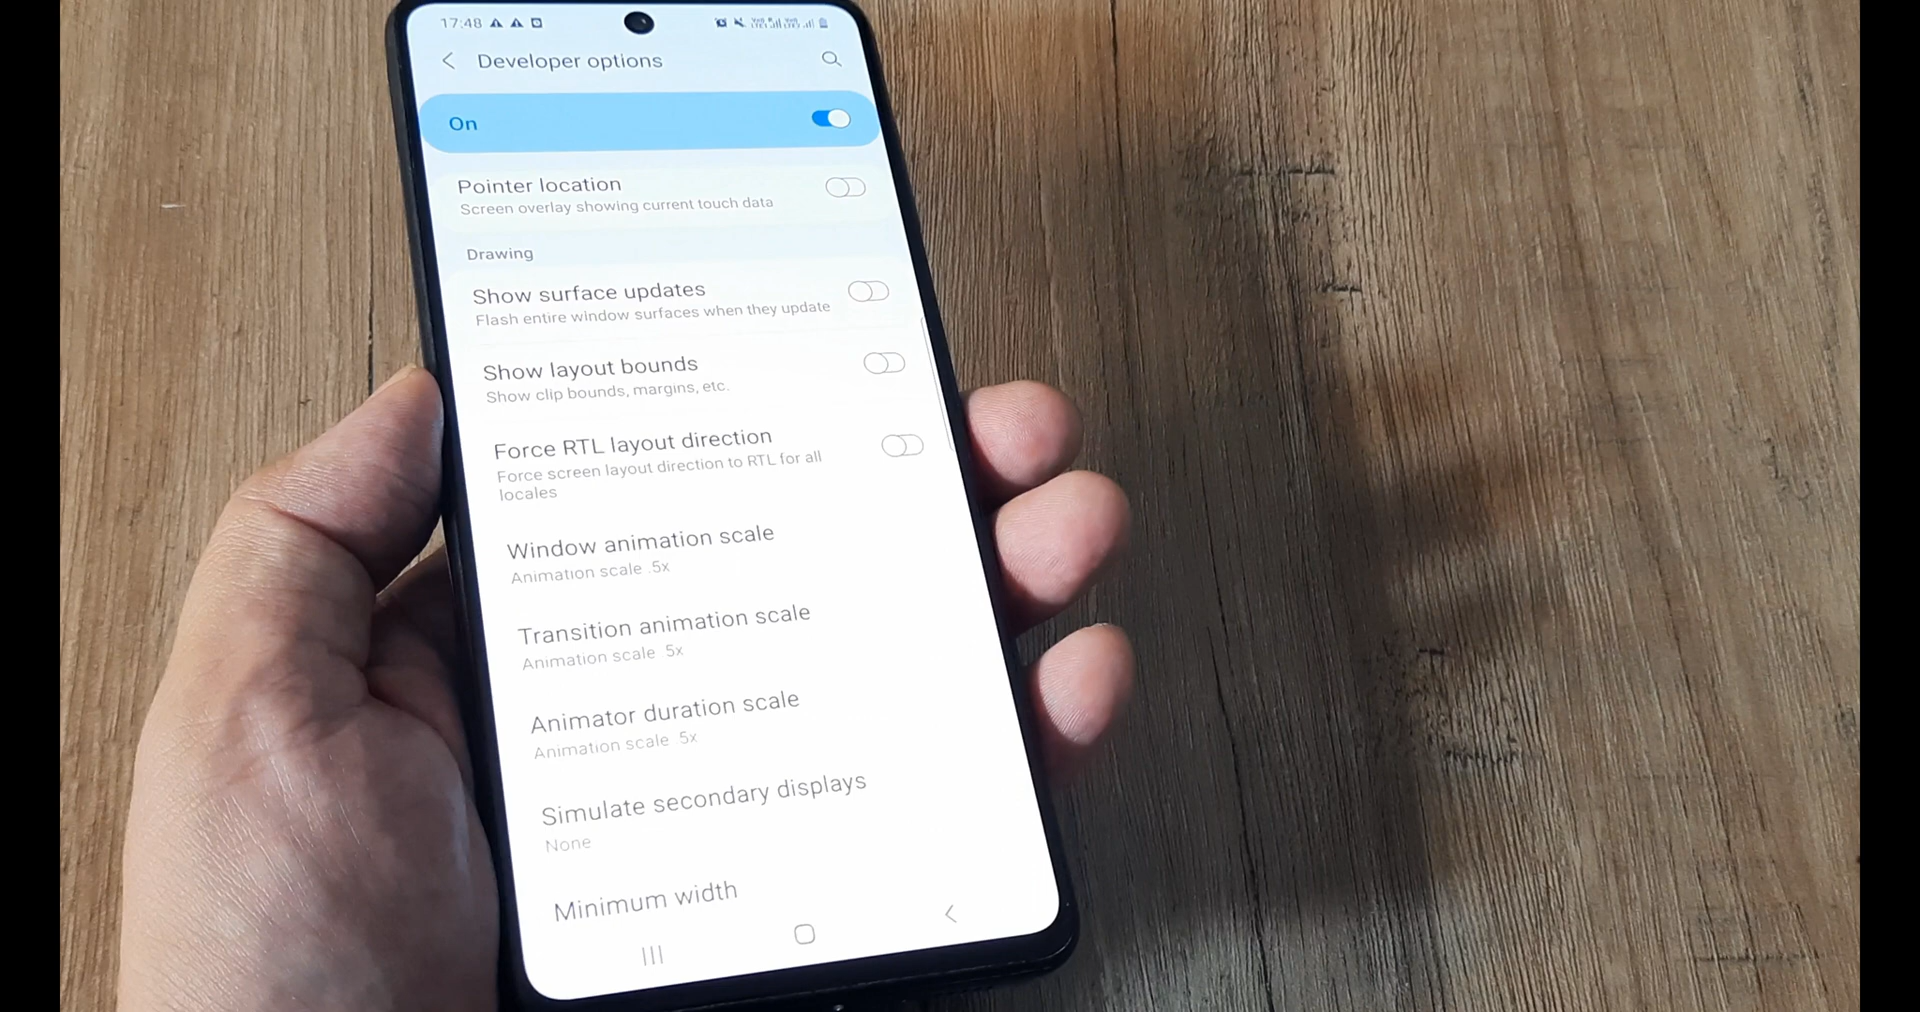 17:48
Developer options
On
Pointer location
Screen overlay showing current touch data
Drawing
Show surface updates
Flash entire window surfaces when they update
Show layout bounds
Show clip bounds, margins, etc.
Force RTL layout direction
Force screen layout direction to RTL for all
locales
Window animation scale
Animation scale .5x
Transition animation scale
Animation scale 5x
Animator duration scale
Animation scale 5x
Simulate secondary displays
None
Minimum width